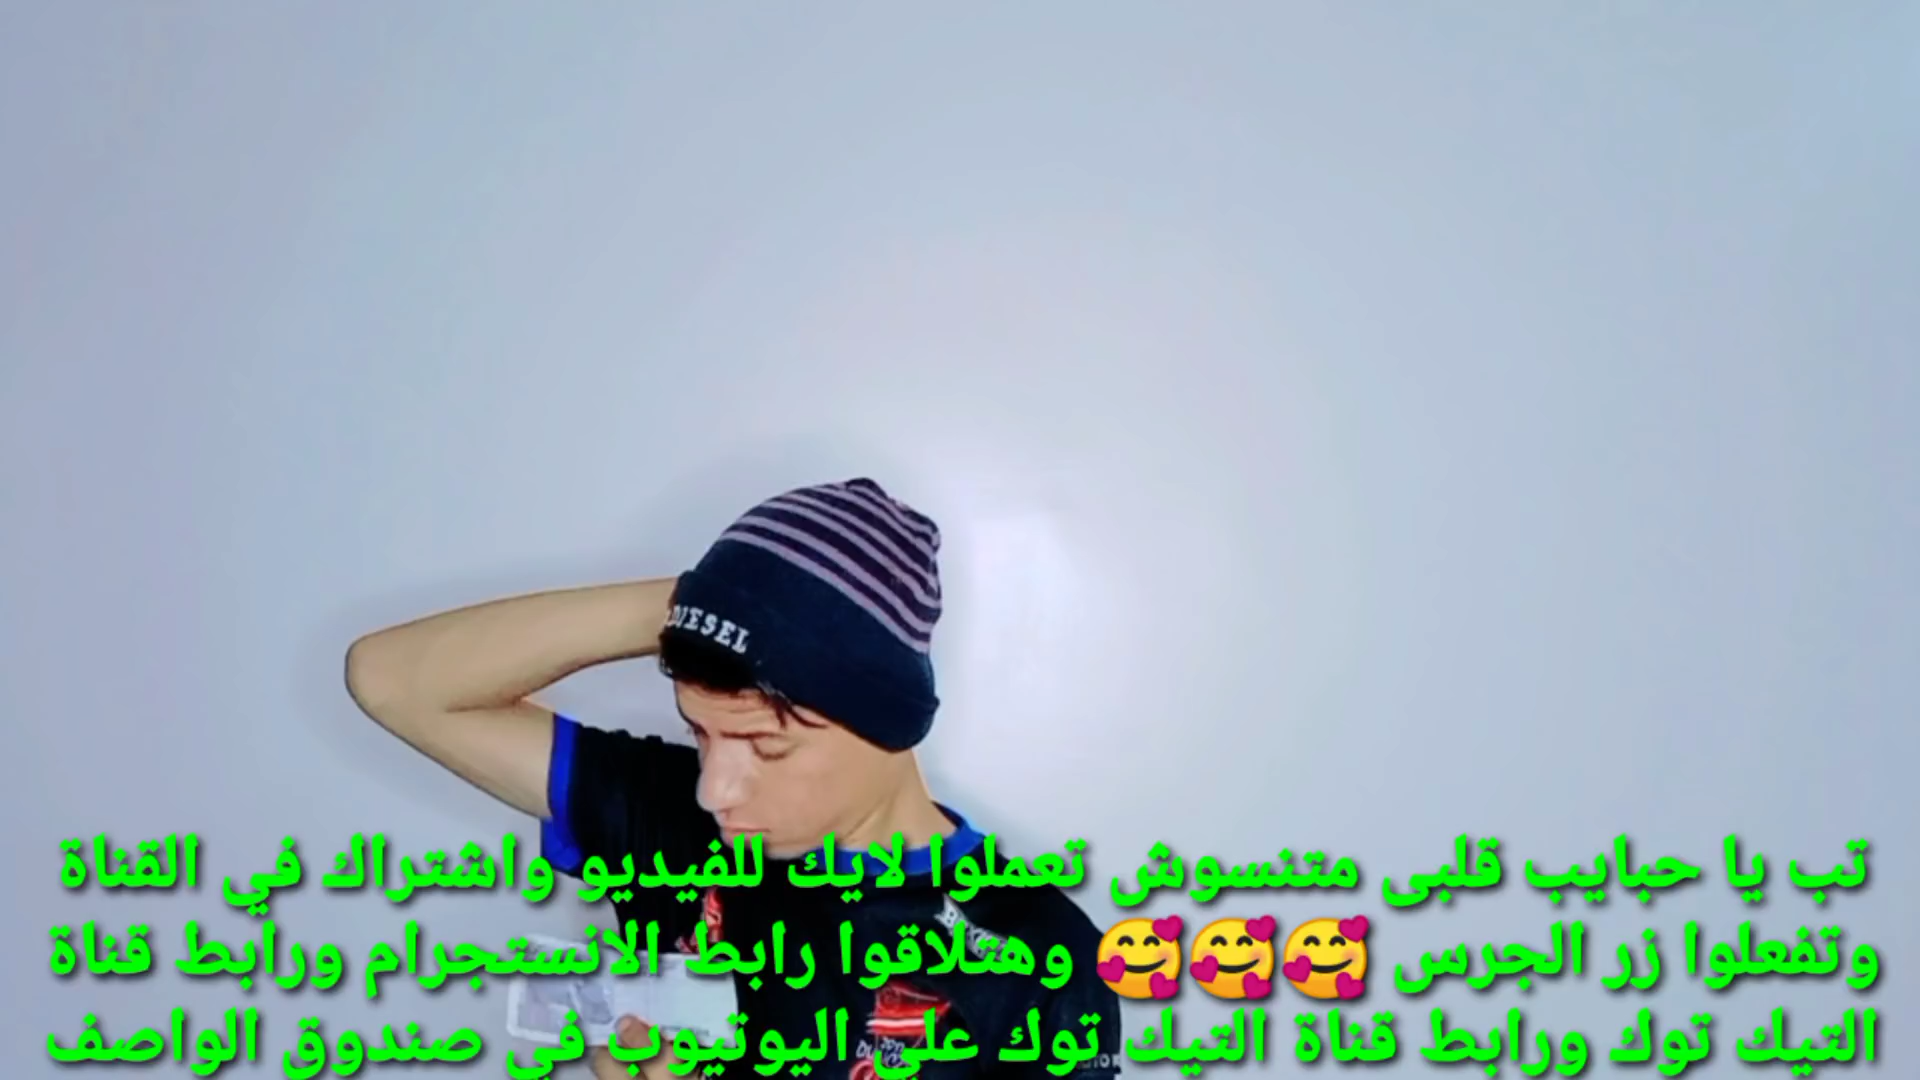 DIESEL
تب يا حبايب قلبى متنسوش تعملوا لايك للفيديو واشتراك في القناة
وتفعلوا زر الجرس 🥰🥰🥰 وهتلاقوا رابط الانستجرام ورابط قناة
التيك توك ورابط قناة التيك توك على اليوتيوب في صندوق الواصف